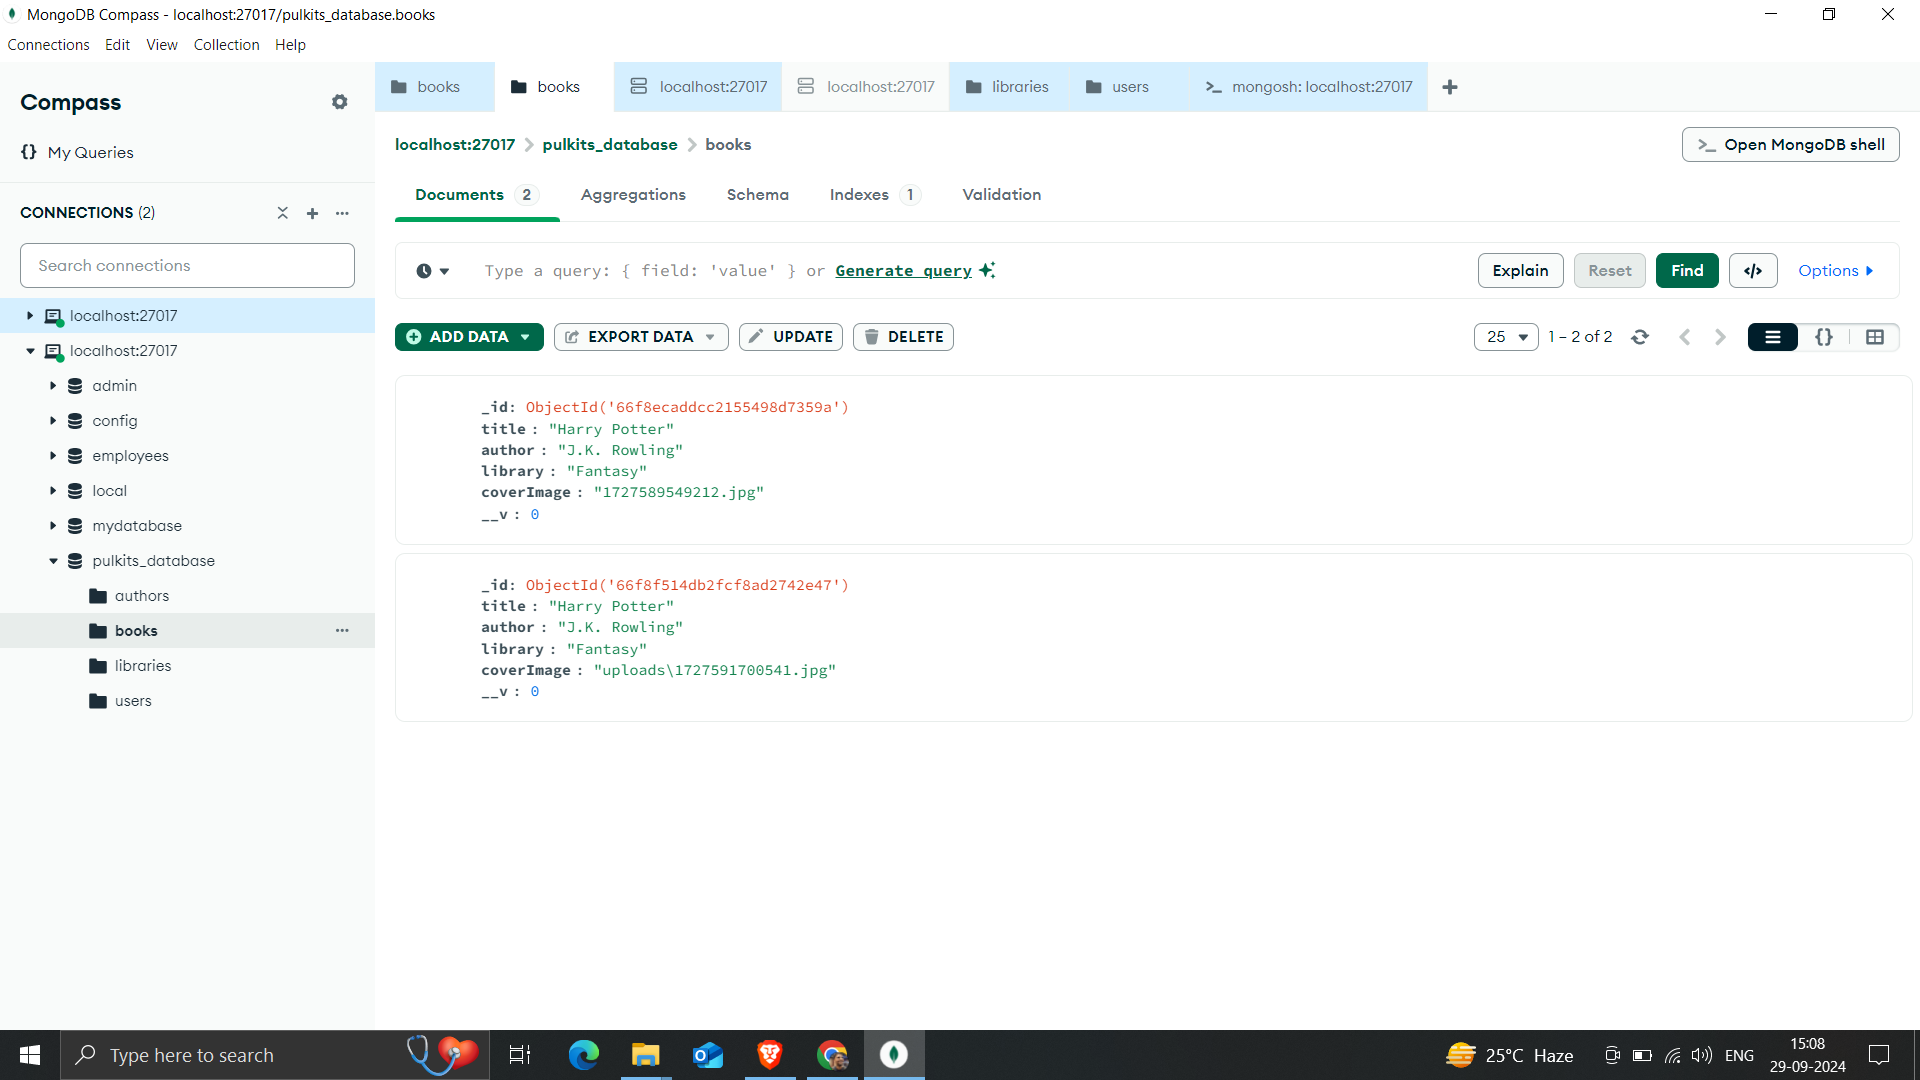 MongoDB Compass - localhost:27017/pulkits_database.books
Connections Edit View Collection Help
Compass
{} My Queries
CONNECTIONS (2)
Search connections
localhost:27017
localhost:27017
admin
config
employees
local
mydatabase
pulkits_database
authors
books
libraries
users
books books localhost:27017 localhost:27017 libraries users >_ mongosh: localhost:27017 +
localhost:27017 > pulkits_database > books
>_ Open MongoDB shell
Documents 2 Aggregations Schema Indexes 1 Validation
Type a query: { field: 'value' } or Generate query
Explain Reset Find </> Options
ADD DATA EXPORT DATA UPDATE DELETE
25 1 – 2 of 2 {}
_id: ObjectId('66f8ecaddcc2155498d7359a')
title : "Harry Potter"
author : "J.K. Rowling"
library : "Fantasy"
coverImage : "1727589549212.jpg"
__v : 0
_id: ObjectId('66f8f514db2fcf8ad2742e47')
title : "Harry Potter"
author : "J.K. Rowling"
library : "Fantasy"
coverImage : "uploads\1727591700541.jpg"
__v : 0
Type here to search
25°C Haze
ENG
15:08
29-09-2024